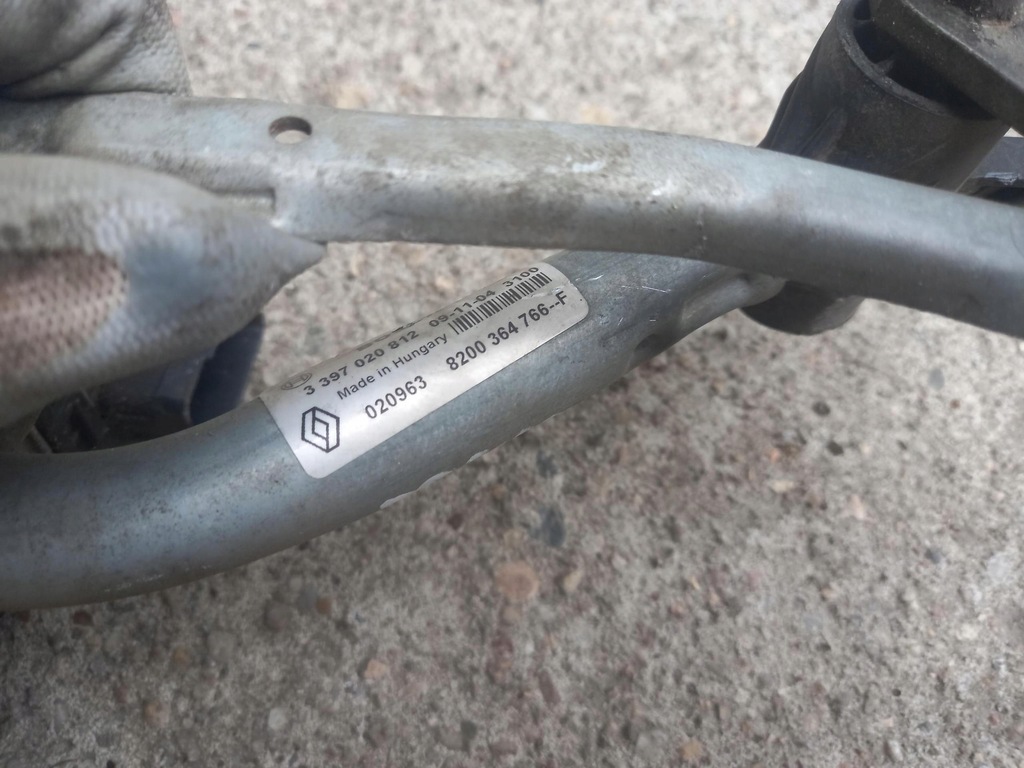 3 397 020 812 09-11-04 3100
Made in Hungary
020963 8200 364 766--F